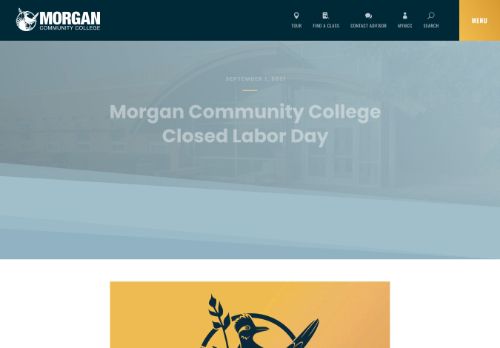 MORGAN
COMMUNITY COLLEGE
TOUR
FIND A CLASS
CONTACT ADVISOR
MYMCC
SEARCH
MENU
SEPTEMBER 1, 2021
Morgan Community College
Closed Labor Day